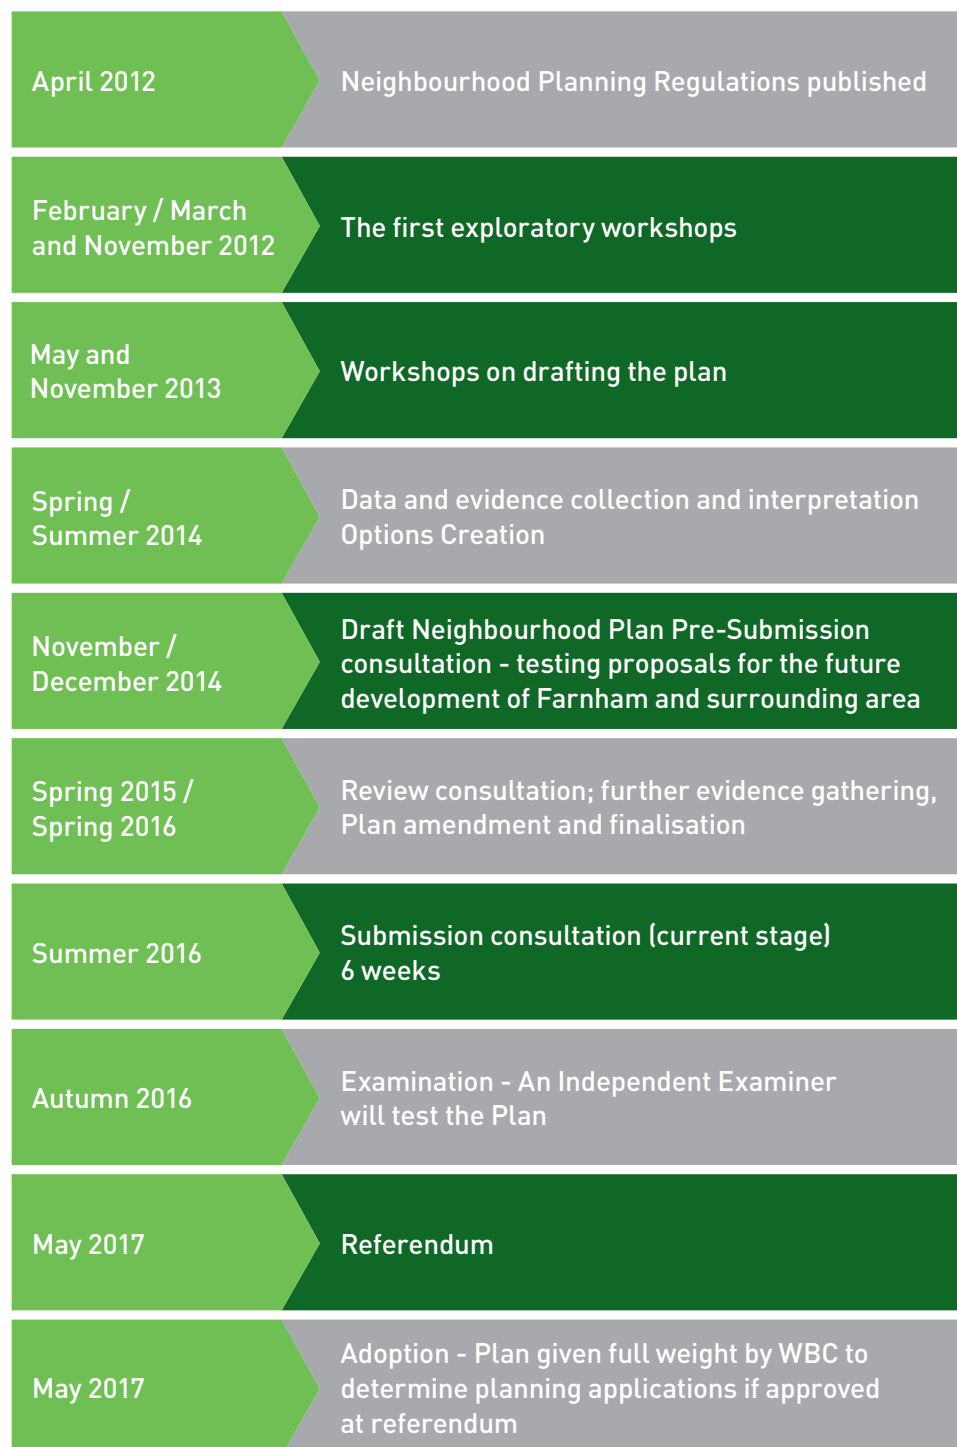 April 2012
Neighbourhood Planning Regulations published
February / March
and November 2012
The first exploratory workshops
May and
November 2013
Workshops on drafting the plan
Spring /
Summer 2014
Data and evidence collection and interpretation
Options Creation
November /
December 2014
Draft Neighbourhood Plan Pre-Submission
consultation - testing proposals for the future
development of Farnham and surrounding area
Spring 2015 /
Spring 2016
Review consultation; further evidence gathering,
Plan amendment and finalisation
Summer 2016
Submission consultation (current stage)
6 weeks
Autumn 2016
Examination - An Independent Examiner
will test the Plan
May 2017
Referendum
May 2017
Adoption - Plan given full weight by WBC to
determine planning applications if approved
at referendum